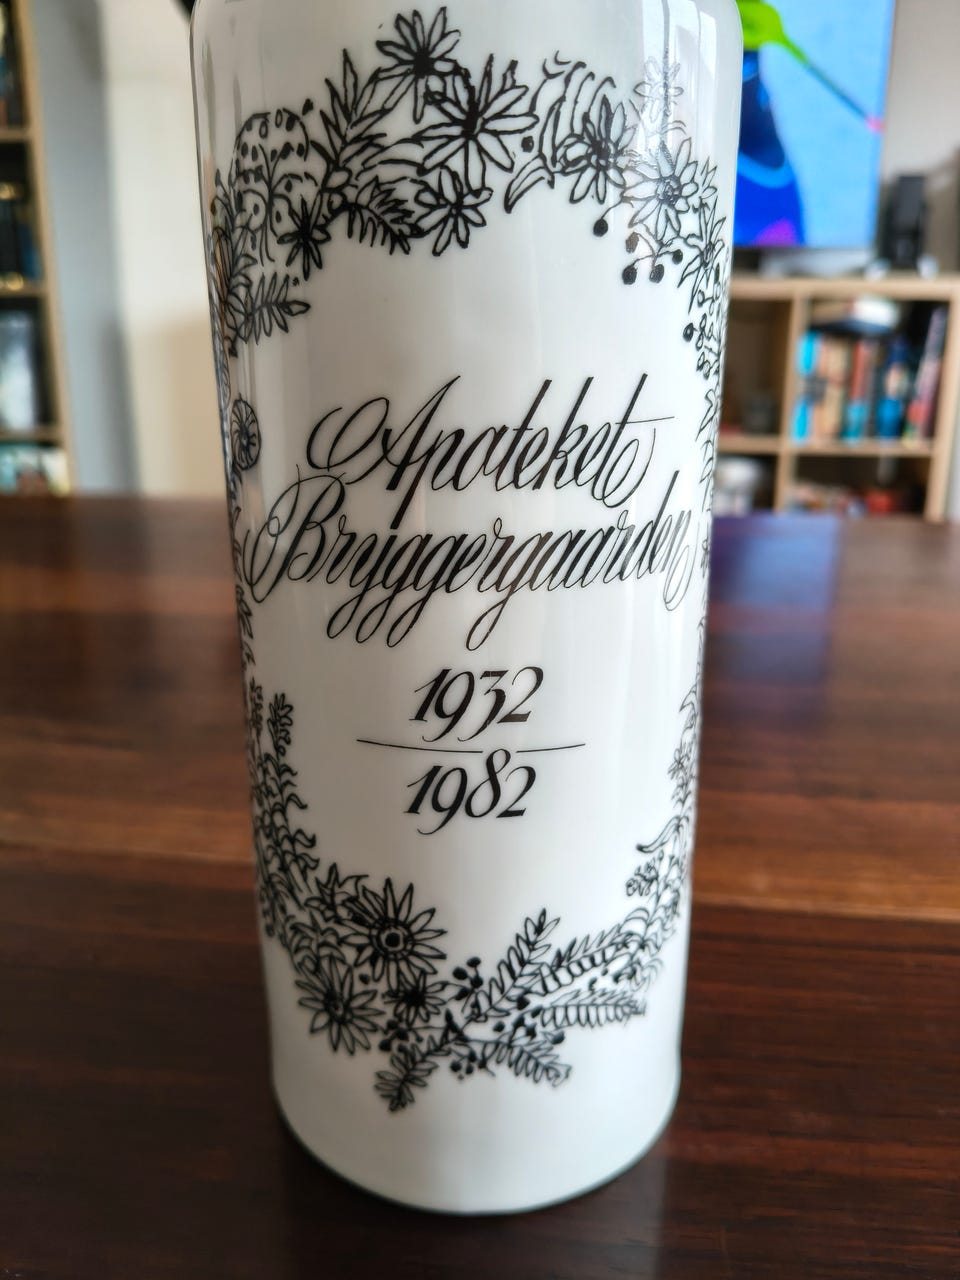 Apoteket
Bryggergaarden
1932
1982